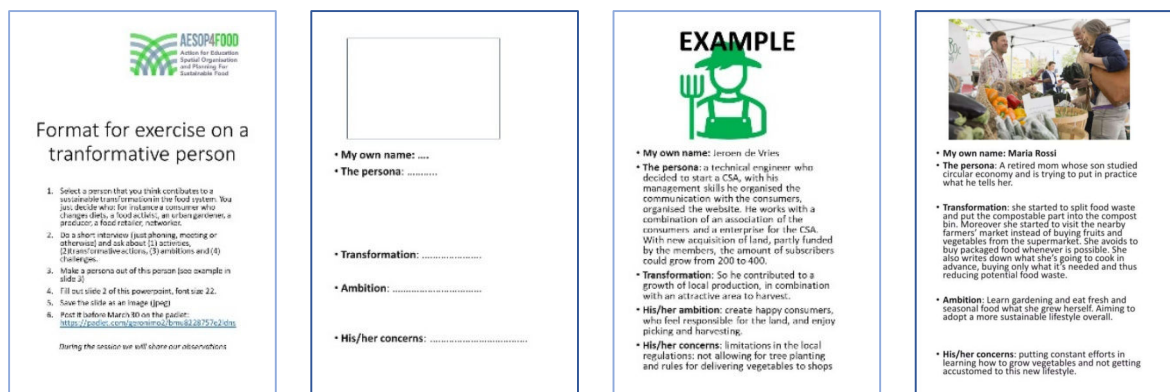 AESOP4FOOD
Action for Education
Spatial Organisation
and Planning For
Sustainable Food
Format for exercise on a
tranformative person
1. Select a person that you think contibutes to a
sustainable transformation in the food system. You
just decide who: for instance a consumer who
changes diets, a food activist, an urban gardener, a
producer, a food retailer, networker.
2. Do a short interview (just phoning, meeting or
otherwise) and ask about (1) activities,
(2)transformative actions, (3) ambitions and (4)
challenges.
3. Make a persona out of this person (see example in
slide 3)
4. Fill out slide 2 of this powerpoint, font size 22.
5. Save the slide as an image (jpeg)
6. Post it before March 30 on the padlet:
During the session we will share our observations
• My own name: ....
• The persona: ..........
• Transformation: ......................
• Ambition: ................................
• His/her concerns: ...................................
EXAMPLE
• My own name: Jeroen de Vries
• The persona: a technical engineer who
decided to start a CSA, with his
management skills he organised the
communication with the consumers,
organised the website. He works with a
combination of an association of the
consumers and a enterprise for the CSA.
With new acquisition of land, partly funded
by the members, the amount of subscribers
could grow from 200 to 400.
• Transformation: So he contributed to a
growth of local production, in combination
with an attractive area to harvest.
• His/her ambition: create happy consumers,
who feel responsible for the land, and enjoy
picking and harvesting.
• His/her concerns: limitations in the local
regulations: not allowing for tree planting
and rules for delivering vegetables to shops
• My own name: Maria Rossi
• The persona: A retired mom whose son studied
circular economy and is trying to put in practice
what he tells her.
• Transformation: she started to split food waste
and put the compostable part into the compost
bin. Moreover she started to visit the nearby
farmers' market instead of buying fruits and
vegetables from the supermarket. She avoids to
buy packaged food whenever is possible. She
also writes down what she's going to cook in
advance, buying only what it's needed and thus
reducing potential food waste.
• Ambition: Learn gardening and eat fresh and
seasonal food what she grew herself. Aiming to
adopt a more sustainable lifestyle overall.
• His/her concerns: putting constant efforts in
learning how to grow vegetables and not getting
accustomed to this new lifestyle.